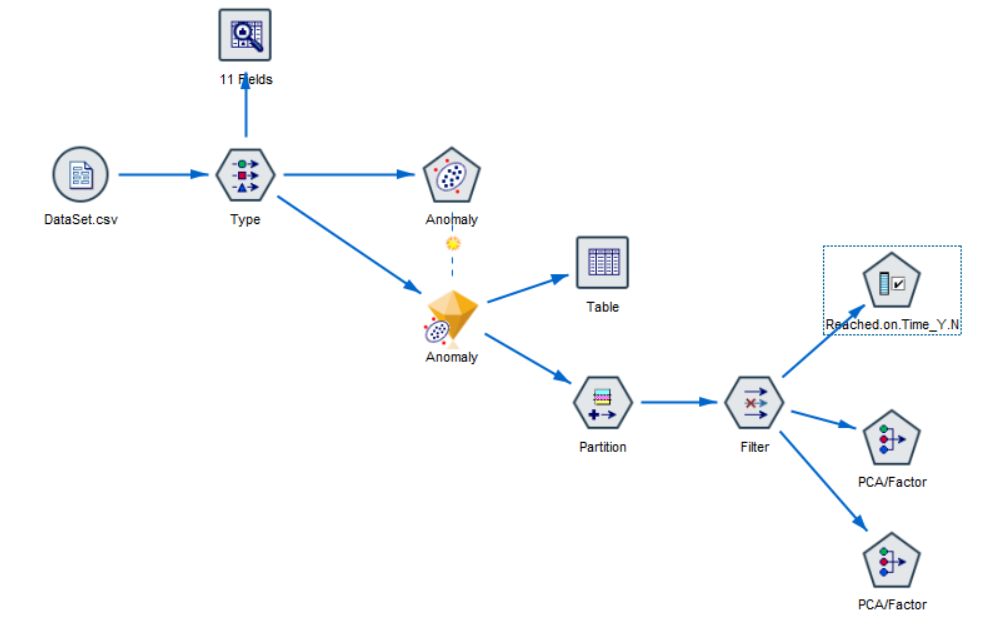 11 Fields
DataSet.csv
Type
Anomaly
Table
Anomaly
Reached.on.Time_Y.N
Partition
Filter
PCA/Factor
PCA/Factor